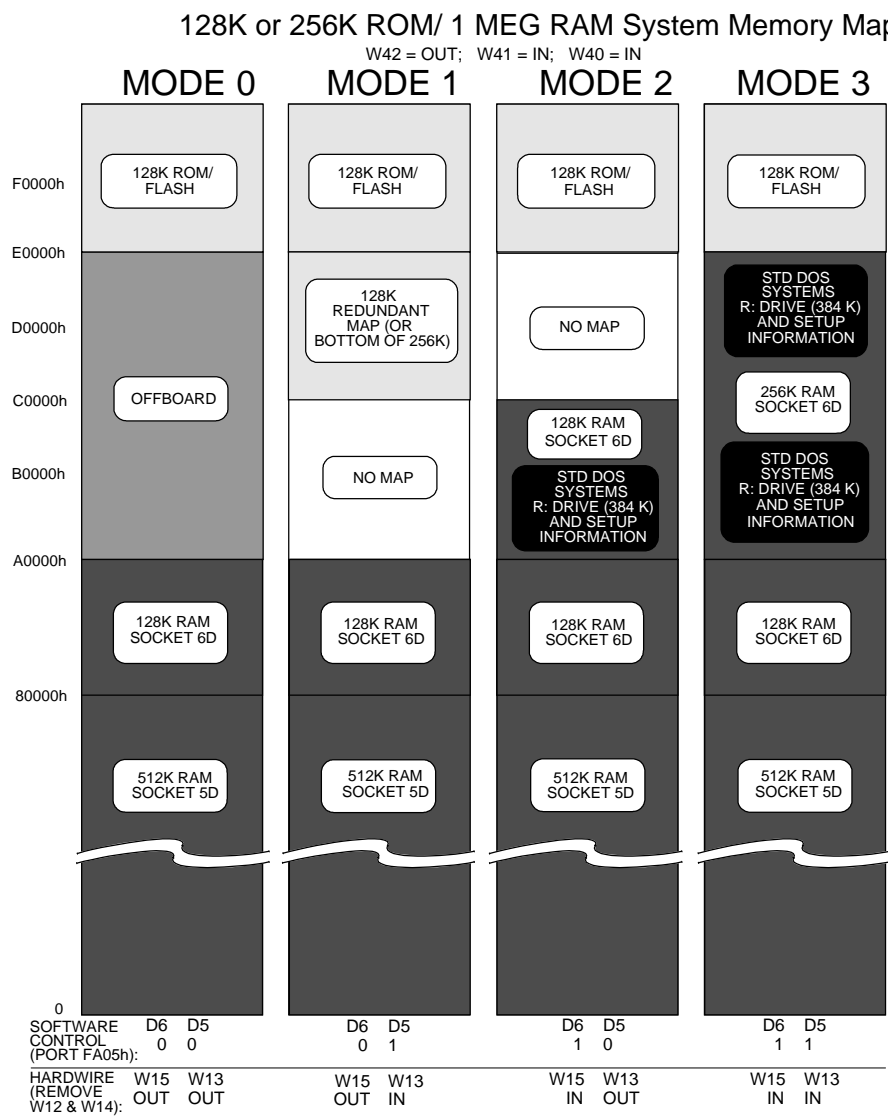 128K or 256K ROM/ 1 MEG RAM System Memory Map
W42 = OUT; W41 = IN; W40 = IN
MODE 0 MODE 1 MODE 2 MODE 3
F0000h
E0000h
D0000h
C0000h
B0000h
A0000h
80000h
0
128K ROM/
FLASH
OFFBOARD
128K RAM
SOCKET 6D
512K RAM
SOCKET 5D
128K ROM/
FLASH
128K
REDUNDANT
MAP (OR
BOTTOM OF 256K)
NO MAP
128K RAM
SOCKET 6D
512K RAM
SOCKET 5D
128K ROM/
FLASH
NO MAP
128K RAM
SOCKET 6D
STD DOS
SYSTEMS
R: DRIVE (384 K)
AND SETUP
INFORMATION
128K RAM
SOCKET 6D
512K RAM
SOCKET 5D
128K ROM/
FLASH
STD DOS
SYSTEMS
R: DRIVE (384 K)
AND SETUP
INFORMATION
256K RAM
SOCKET 6D
STD DOS
SYSTEMS
R: DRIVE (384 K)
AND SETUP
INFORMATION
128K RAM
SOCKET 6D
512K RAM
SOCKET 5D
SOFTWARE
CONTROL
(PORT FA05h):
D6 D5 D6 D5 D6 D5 D6 D5
0 0 0 1 1 0 1 1
HARDWIRE
(REMOVE
W12 & W14):
W15 W13 W15 W13 W15 W13 W15 W13
OUT OUT OUT IN IN OUT IN IN